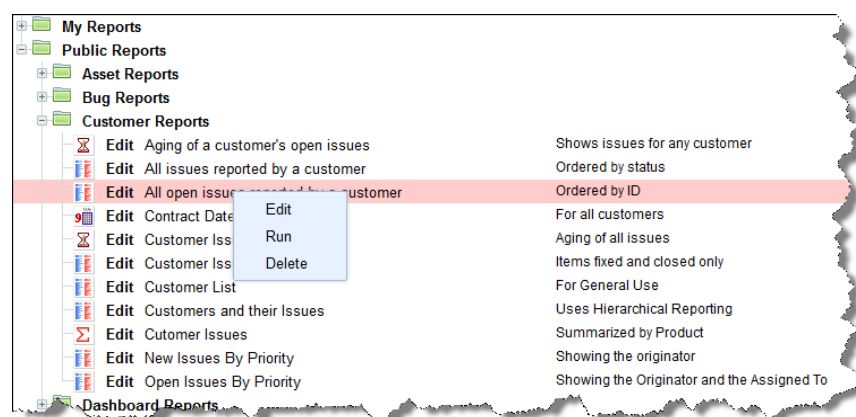 My Reports
Public Reports
Asset Reports
Bug Reports
Customer Reports
Edit Aging of a customer's open issues Shows issues for any customer
Edit All issues reported by a customer Ordered by status
Edit All open issues reported by a customer Ordered by ID
Edit Contract Date For all customers
Edit Customer Iss Aging of all issues
Edit Customer Iss Items fixed and closed only
Edit Customer List For General Use
Edit Customers and their Issues Uses Hierarchical Reporting
Edit Cutomer Issues Summarized by Product
Edit New Issues By Priority Showing the originator
Edit Open Issues By Priority Showing the Originator and the Assigned To
Dashboard Reports
Edit
Run
Delete